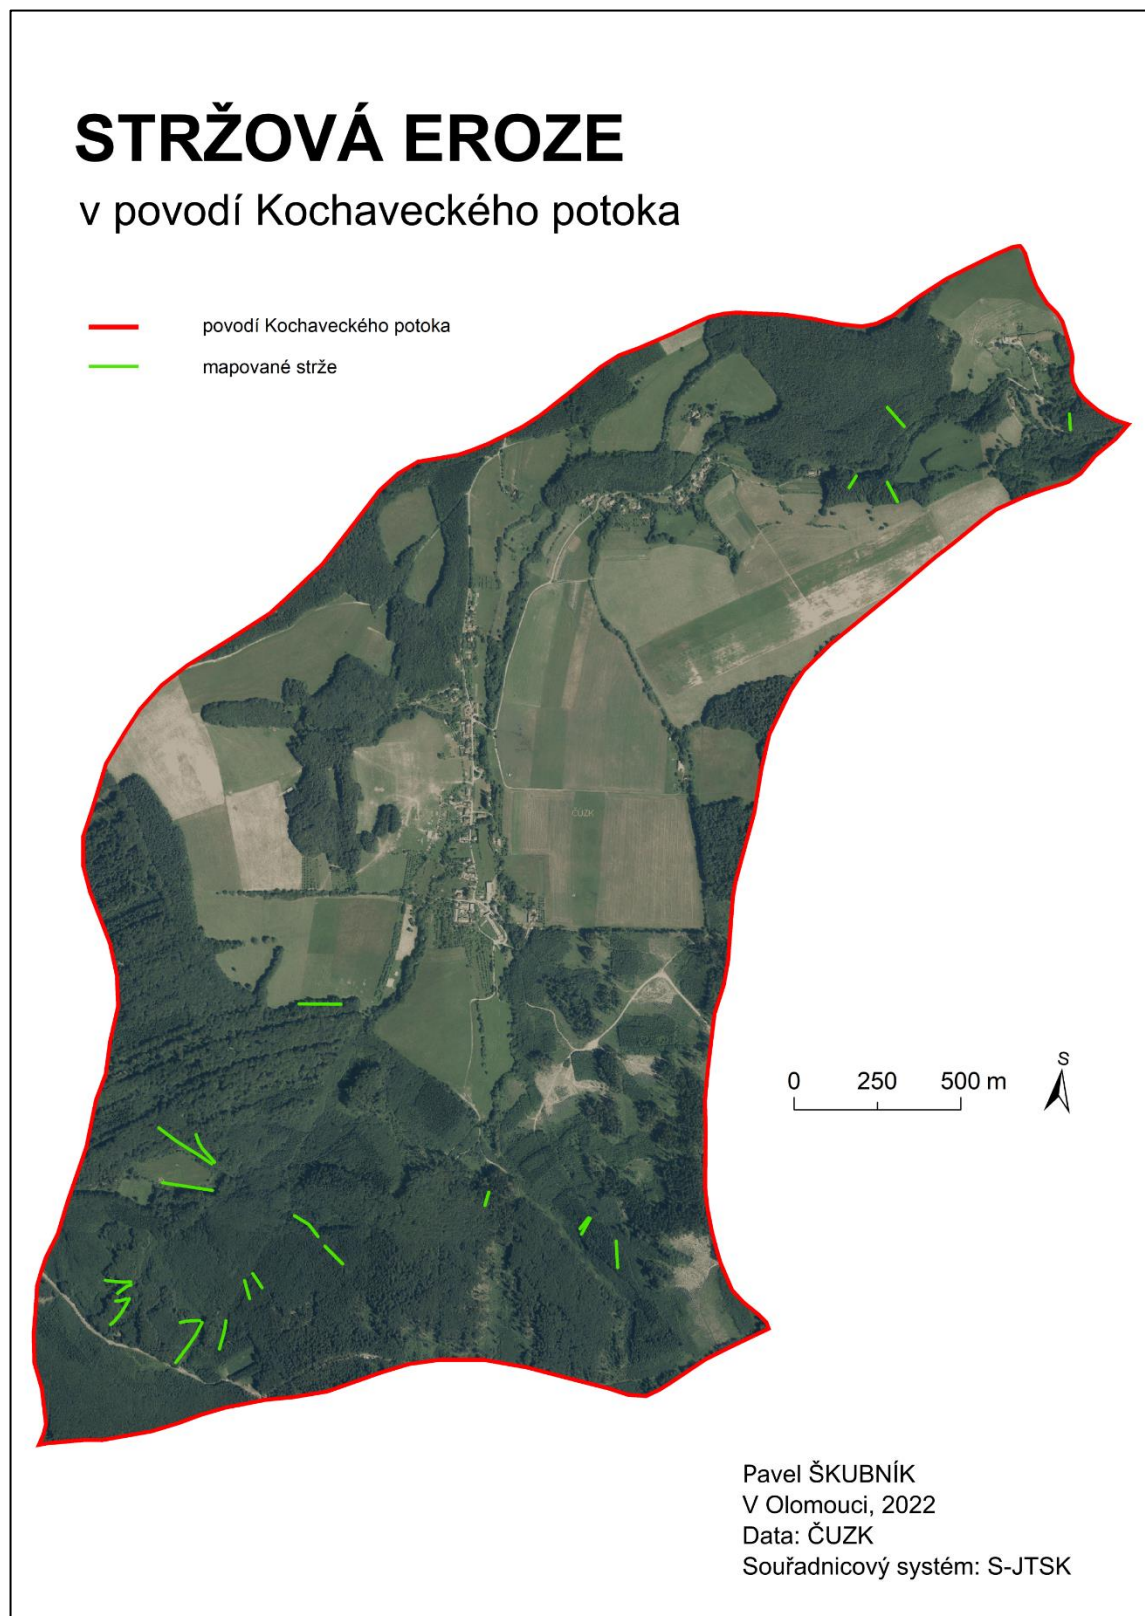 STRŽOVÁ EROZE
v povodí Kochaveckého potoka
povodí Kochaveckého potoka
mapované strže
ČUZK
S
0 250 500 m
Pavel ŠKUBNÍK
V Olomouci, 2022
Data: ČUZK
Souřadnicový systém: S-JTSK